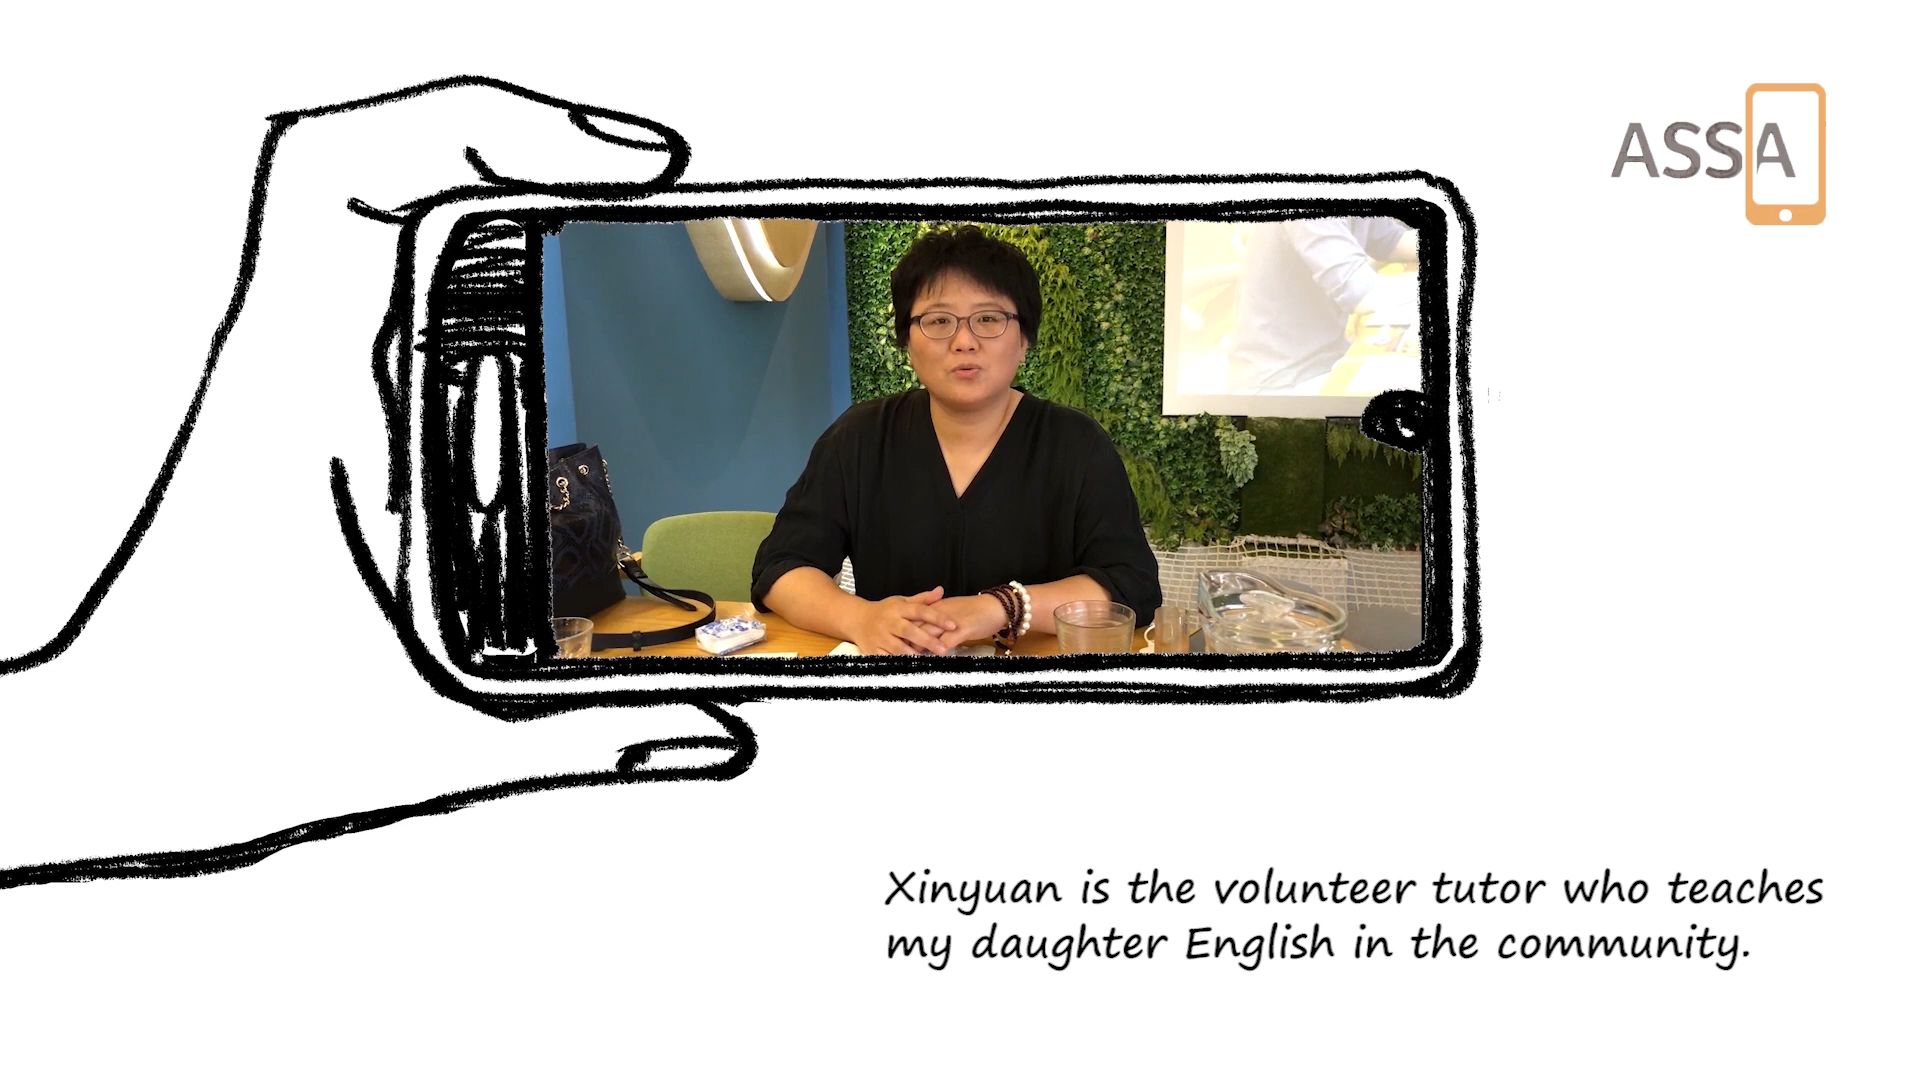 ASSA
Xinyuan is the volunteer tutor who teaches
my daughter English in the community.